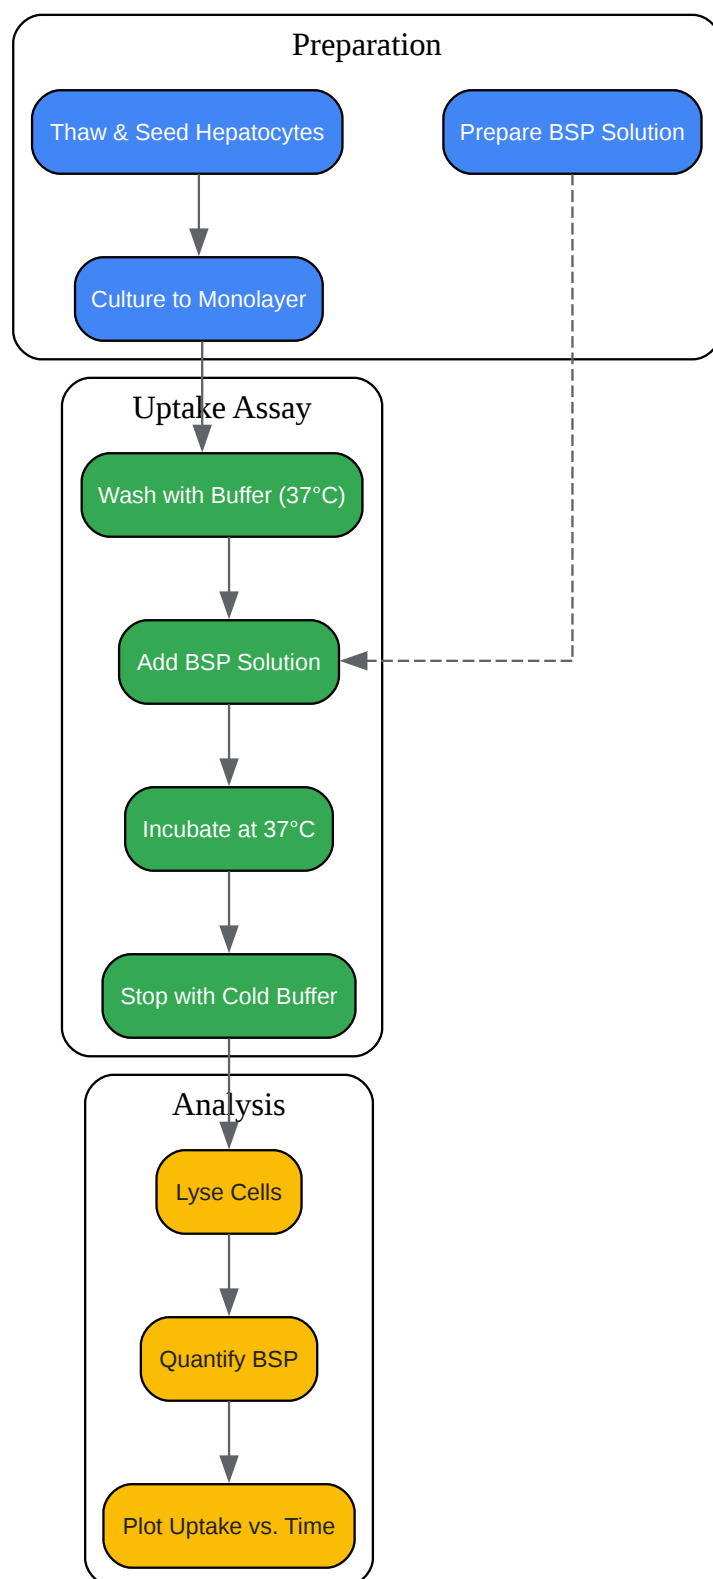 Preparation
Thaw & Seed Hepatocytes
Prepare BSP Solution
Culture to Monolayer
Uptake Assay
Wash with Buffer (37°C)
Add BSP Solution
Incubate at 37°C
Stop with Cold Buffer
Analysis
Lyse Cells
Quantify BSP
Plot Uptake vs. Time